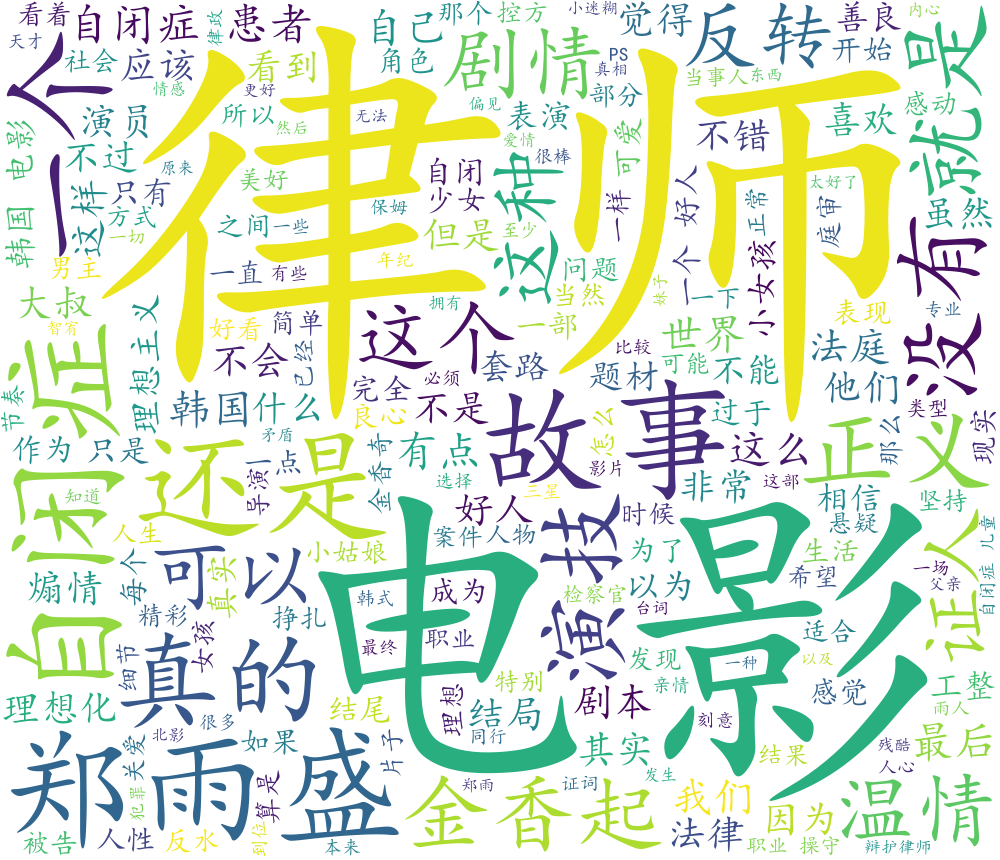 看着
自闭症
患者
自己
那个
控方
小迷糊
觉得
反转
善良
内心
天才
律政
社会
应该
看到
角色
剧情
PS
真相
开始
就是
一个
情感
更好
偏见
部分
当事人
东西
感动
演员
所以
然后
无法
表演
爱情
很棒
可爱
不错
喜欢
律师
电影
韩国
不过
只有
这样
原来
美好
自闭
少女
这种
一样
好人
正常
庭审
太好了
虽然
方式
一切
之间
一些
保姆
但是
至少
一个
小女孩
没有
男主
一直
有些
年纪
问题
妹子
一下
表现
专业
大叔
智宥
好看
简单
拥有
当然
一部
世界
法庭
自闭症
理想主义
不会
已经
这个
套路
比较
可能
不能
他们
节奏
韩国
什么
完全
良心
必须
不是
题材
故事
过于
类型
那么
现实
作为
只是
还是
矛盾
导演
一点
金香奇
有点
选择
怎么
影片
这么
这部
正义
知道
三星
非常
相信
坚持
人生
小姑娘
案件
人物
好人
演技
时候
悬疑
证人
儿童
自闭症
煽情
每个
可以
真实
挣扎
韩式
成为
电影
为了
以为
检察官
台词
生活
希望
一场
父亲
精彩
女孩
最终
职业
适合
细节
真的
理想
特别
发现
亲情
一种
以及
感觉
工整
雨人
理想化
很多
结尾
结局
同行
剧本
刻意
郑雨盛
北影
关爱
犯罪
如果
片子
其实
结果
残酷
人心
最后
算是
郑雨
证词
发生
金香起
我们
因为
温情
被告
人性
反水
到位
本来
法律
职业
操守
辩护律师